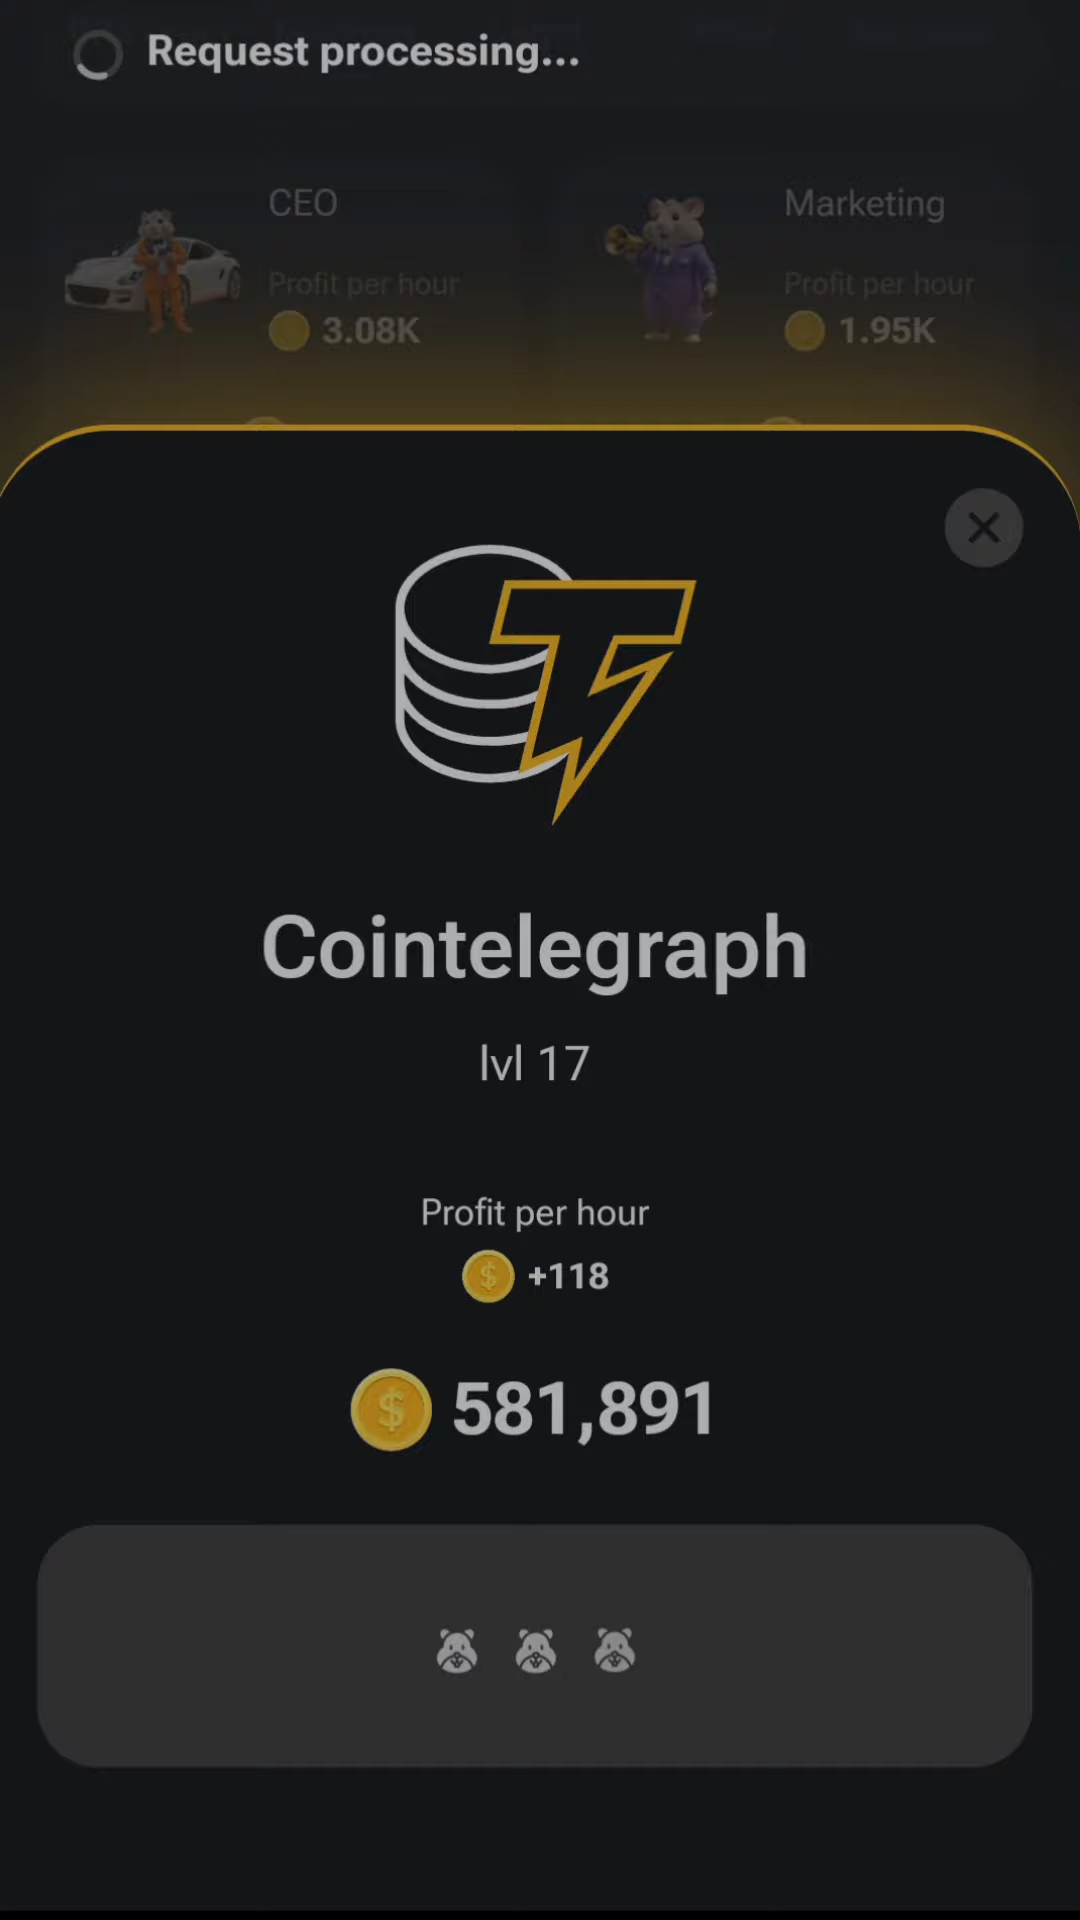 Request processing...
CEO
Profit per hour
3.08K
Marketing
Profit per hour
1.95K
Cointelegraph
lvl 17
Profit per hour
+118
581,891